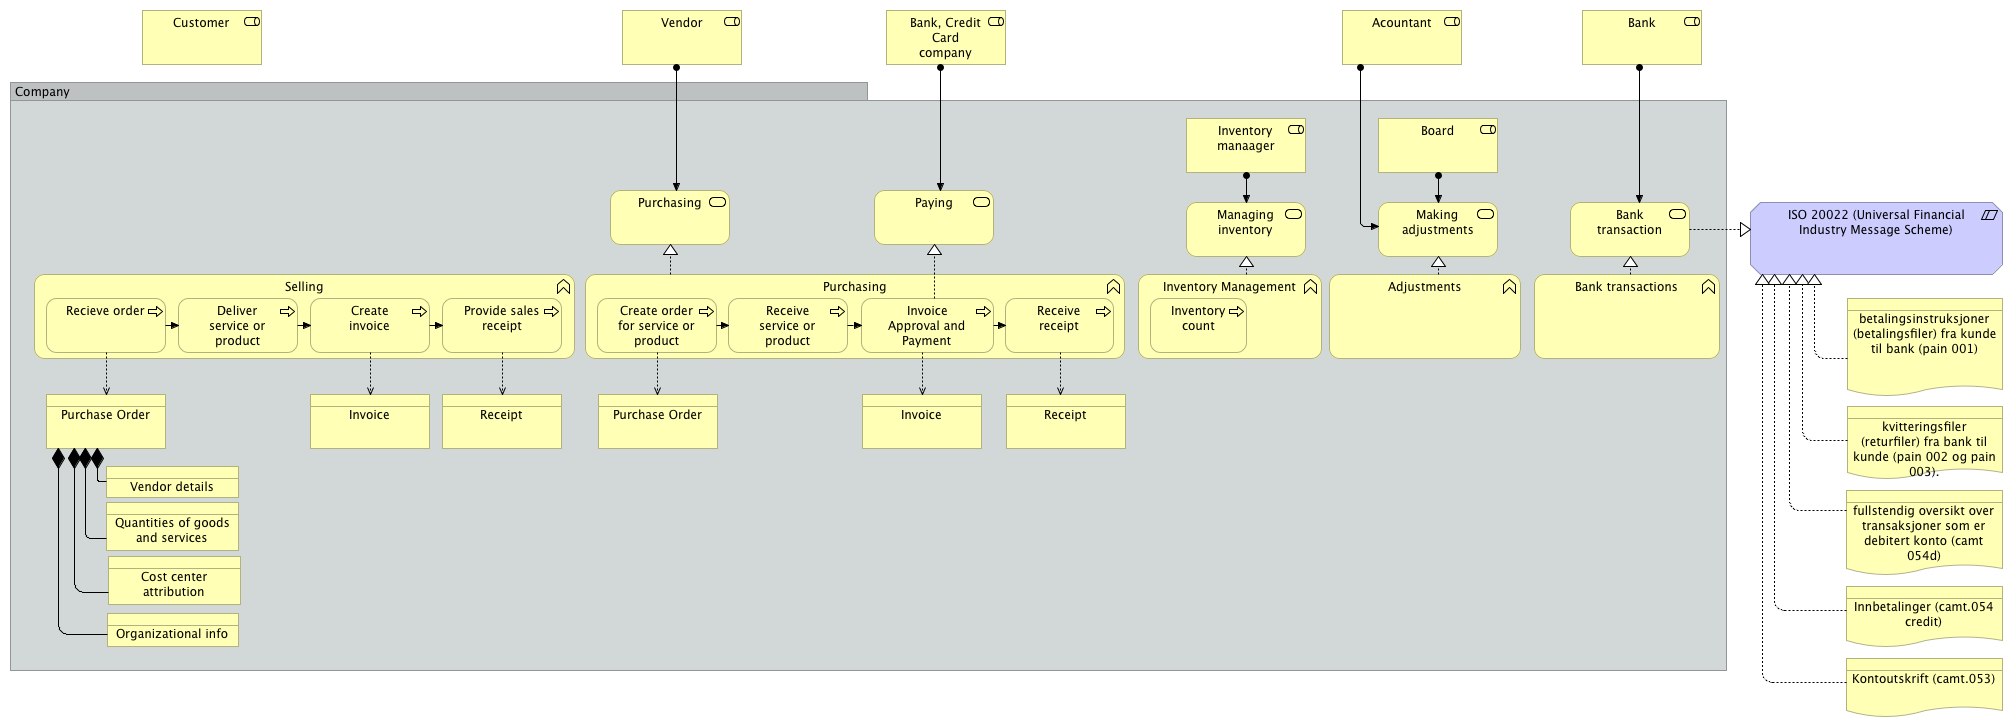 Customer
Vendor
Bank, Credit
Card
company
Acountant
Bank
Company
Inventory
manaager
Board
Purchasing
Paying
Managing
inventory
Making
adjustments
Bank
transaction
ISO 20022 (Universal Financial
Industry Message Scheme)
Selling
Recieve order
Deliver
service or
product
Create
invoice
Provide sales
receipt
Purchasing
Create order
for service or
product
Receive
service or
product
Invoice
Approval and
Payment
Receive
receipt
Inventory Management
Inventory
count
Adjustments
Bank transactions
Purchase Order
Invoice
Receipt
Purchase Order
Invoice
Receipt
Vendor details
Quantities of goods
and services
Cost center
attribution
Organizational info
betalingsinstruksjoner
(betalingsfiler) fra kunde
til bank (pain 001)
kvitteringsfiler
(returfiler) fra bank til
kunde (pain 002 og pain
003).
fullstendig oversikt over
transaksjoner som er
debitert konto (camt
054d)
Innbetalinger (camt.054
credit)
Kontoutskrift (camt.053)